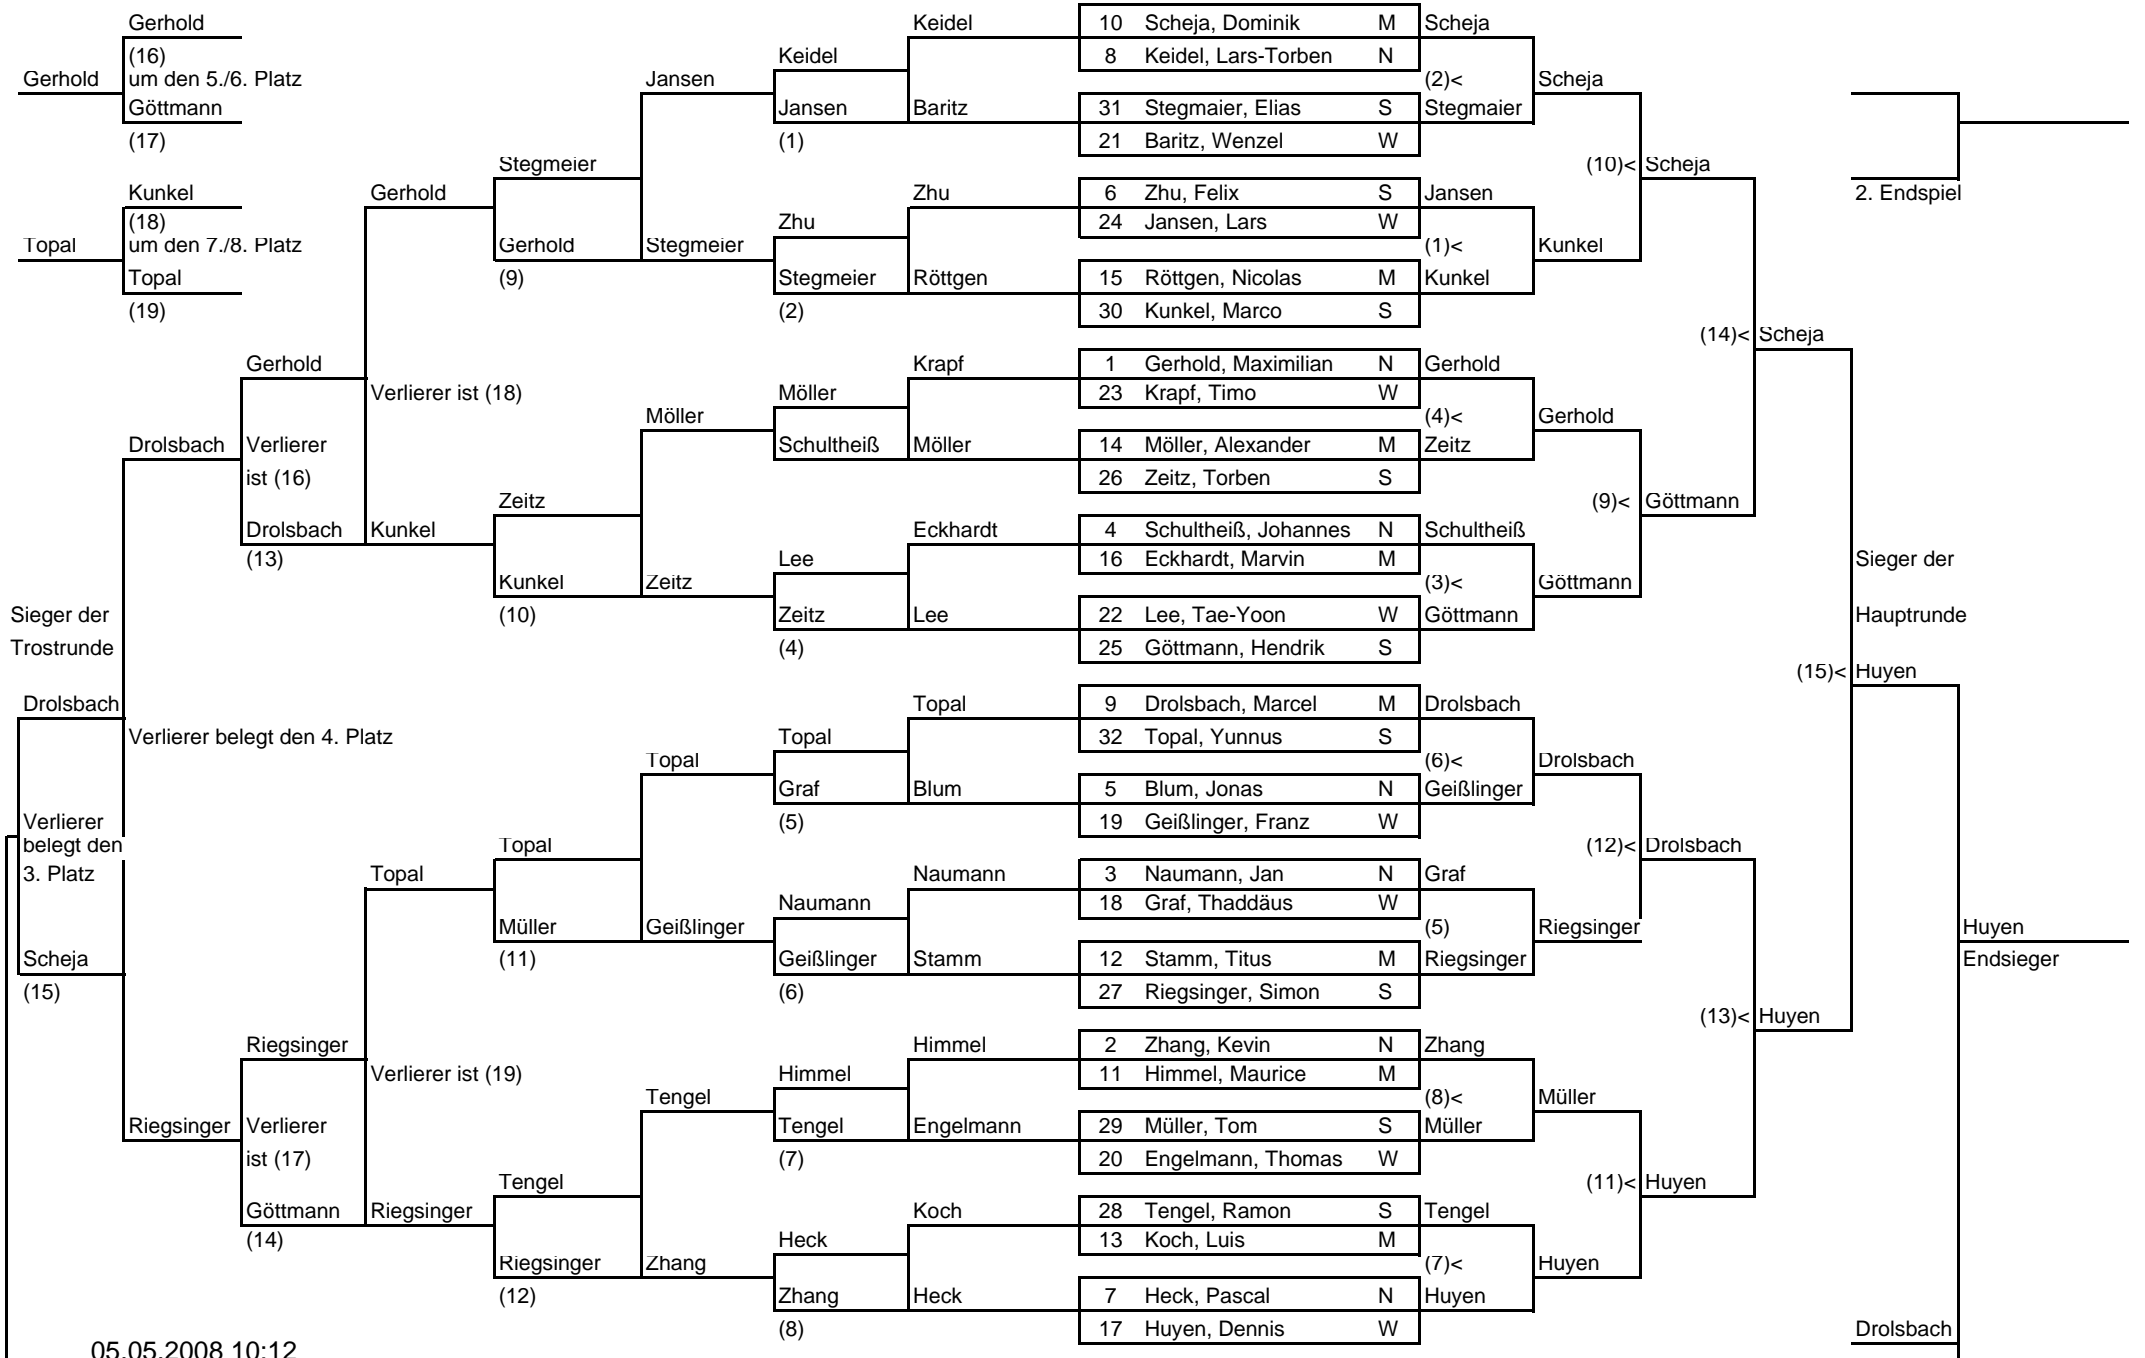 Gerhold Keidel 10 Scheja, Dominik M Scheja
(16) Keidel 8 Keidel, Lars-Torben N
Gerhold um den 5./6. Platz Jansen (2)< Scheja
Göttmann Jansen Baritz 31 Stegmaier, Elias S Stegmaier
(17) (1) 21 Baritz, Wenzel W
Stegmeier (10)< Scheja
Kunkel Gerhold Zhu 6 Zhu, Felix S Jansen 2. Endspiel
(18) Zhu 24 Jansen, Lars W
Topal um den 7./8. Platz Gerhold Stegmeier (1)< Kunkel
Topal (9) Stegmeier Röttgen 15 Röttgen, Nicolas M Kunkel
(19) (2) 30 Kunkel, Marco S
(14)< Scheja
Gerhold Krapf 1 Gerhold, Maximilian N Gerhold
Verlierer ist (18) Möller 23 Krapf, Timo W
Möller (4)< Gerhold
Drolsbach Verlierer Schultheiß Möller 14 Möller, Alexander M Zeitz
ist (16) 26 Zeitz, Torben S
Zeitz (9)< Göttmann
Drolsbach Kunkel Eckhardt 4 Schultheiß, Johannes N Schultheiß
(13) Lee 16 Eckhardt, Marvin M Sieger der
Kunkel Zeitz (3)< Göttmann
Sieger der (10) Zeitz Lee 22 Lee, Tae-Yoon W Göttmann Hauptrunde
Trostrunde (4) 25 Göttmann, Hendrik S
(15)< Huyen
Drolsbach Topal 9 Drolsbach, Marcel M Drolsbach
Verlierer belegt den 4. Platz Topal 32 Topal, Yunnus S
Topal (6)< Drolsbach
Graf Blum 5 Blum, Jonas N Geißlinger
Verlierer (5) 19 Geißlinger, Franz W
belegt den Topal (12)< Drolsbach
3. Platz Topal Naumann 3 Naumann, Jan N Graf
Naumann 18 Graf, Thaddäus W
Müller Geißlinger (5) Riegsinger Huyen
Scheja (11) Geißlinger Stamm 12 Stamm, Titus M Riegsinger Endsieger
(15) (6) 27 Riegsinger, Simon S
(13)< Huyen
Riegsinger Himmel 2 Zhang, Kevin N Zhang
Verlierer ist (19) Himmel 11 Himmel, Maurice M
Tengel (8)< Müller
Riegsinger Verlierer Tengel Engelmann 29 Müller, Tom S Müller
ist (17) (7) 20 Engelmann, Thomas W
Tengel (11)< Huyen
Göttmann Riegsinger Koch 28 Tengel, Ramon S Tengel
(14) Heck 13 Koch, Luis M
Riegsinger Zhang (7)< Huyen
(12) Zhang Heck 7 Heck, Pascal N Huyen
(8) 17 Huyen, Dennis W Drolsbach
05.05.2008 10:12